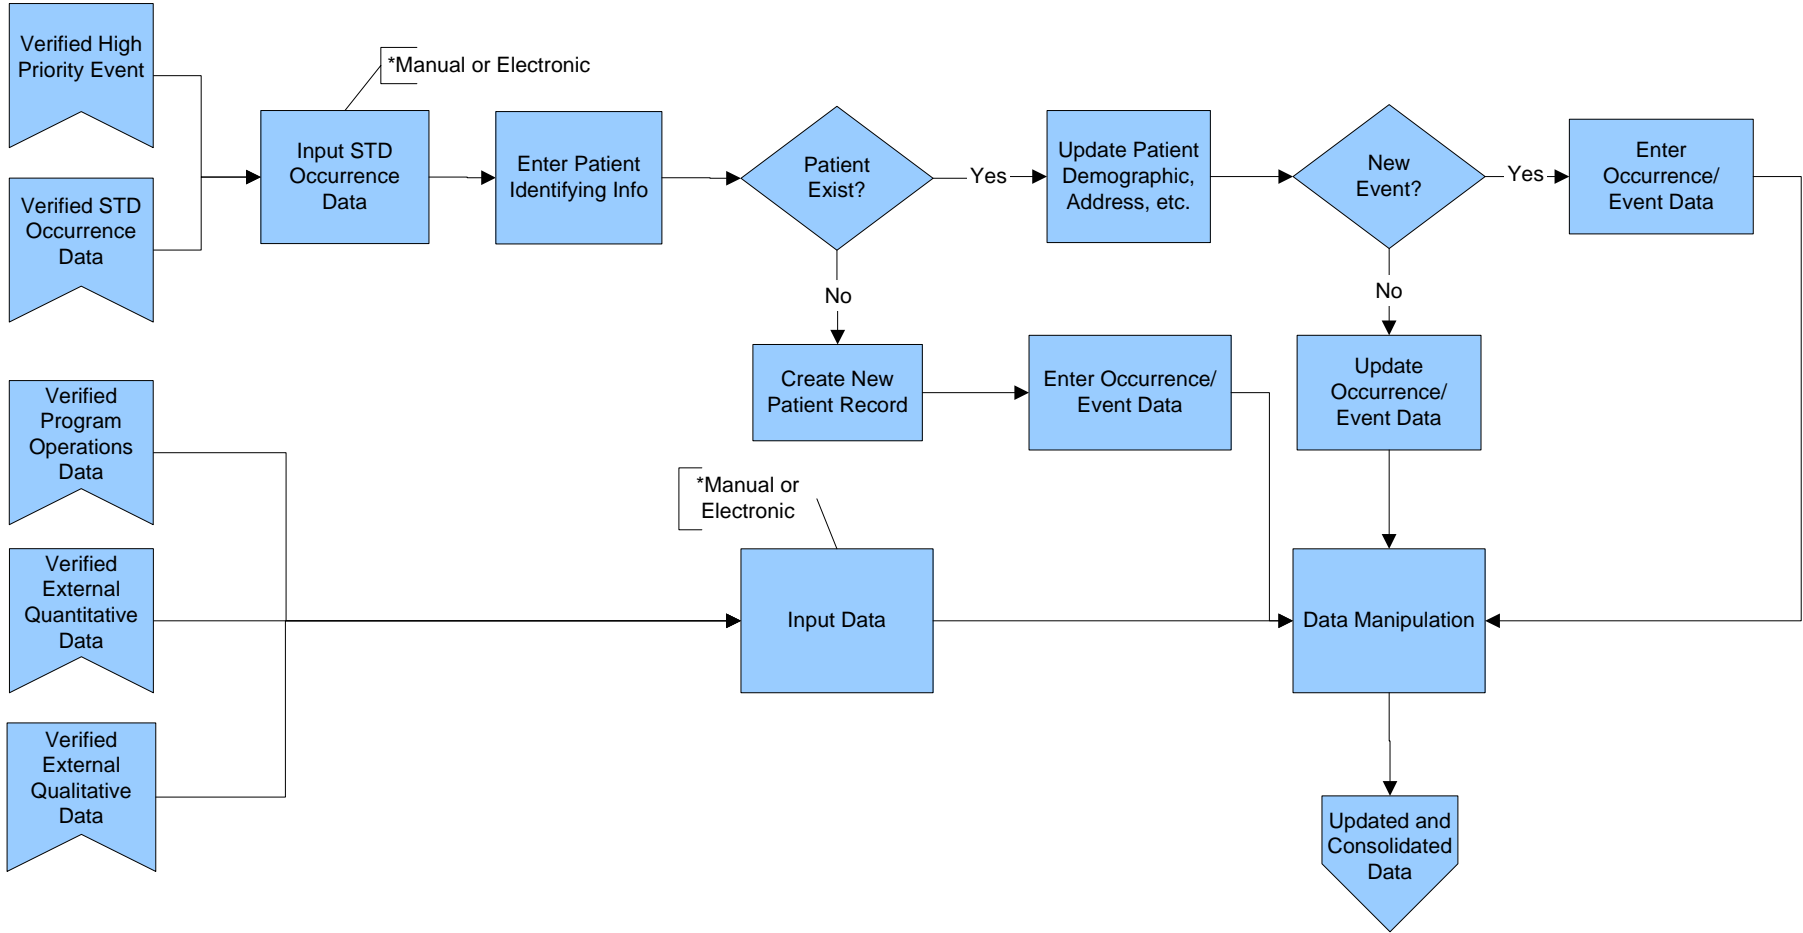 Verified High
Priority Event
*Manual or Electronic
Input STD
Occurrence
Data
Enter Patient
Identifying Info
Patient
Exist?
Yes
Update Patient
Demographic,
Address, etc.
New
Event?
Yes
Enter
Occurrence/
Event Data
Verified STD
Occurrence
Data
No
No
Create New
Patient Record
Enter Occurrence/
Event Data
Update
Occurrence/
Event Data
Verified
Program
Operations
Data
*Manual or
Electronic
Verified
External
Quantitative
Data
Input Data
Data Manipulation
Verified
External
Qualitative
Data
Updated and
Consolidated
Data